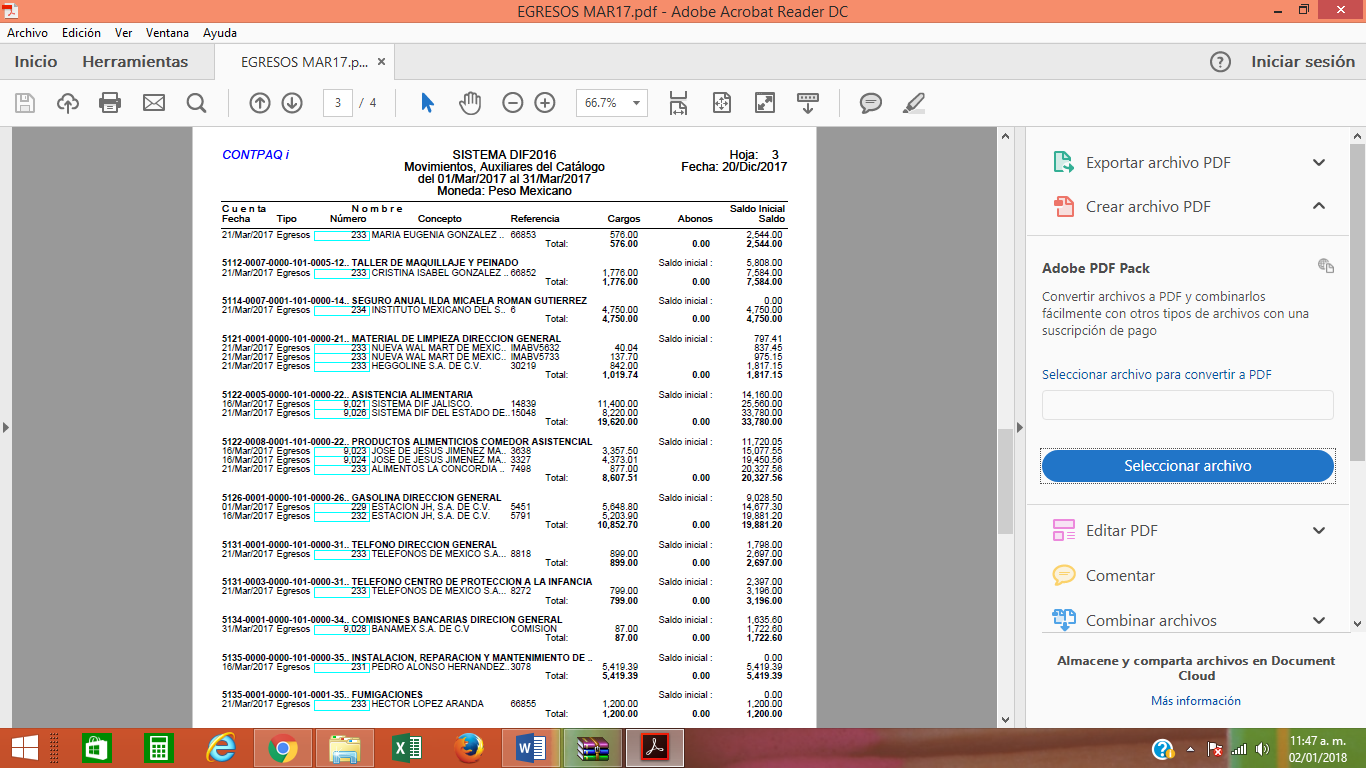 EGRESOS MAR17.pdf - Adobe Acrobat Reader DC
Archivo Edición Ver Ventana Ayuda
Inicio Herramientas EGRESOS MAR17.p... × Iniciar sesión
3 / 4 66.7%
CONTPAQ i SISTEMA DIF2016 Hoja: 3
Movimientos, Auxiliares del Catálogo Fecha: 20/Dic/2017
del 01/Mar/2017 al 31/Mar/2017
Moneda: Peso Mexicano
C u e n t a N o m b r e Saldo Inicial
Fecha Tipo Número Concepto Referencia Cargos Abonos Saldo
21/Mar/2017 Egresos 233 MARIA EUGENIA GONZALEZ .. 66853 576.00 2,544.00
Total: 576.00 0.00 2,544.00
5112-0007-0000-101-0005-12.. TALLER DE MAQUILLAJE Y PEINADO Saldo inicial : 5,808.00
21/Mar/2017 Egresos 233 CRISTINA ISABEL GONZALEZ .. 66852 1,776.00 7,584.00
Total: 1,776.00 0.00 7,584.00
5114-0007-0001-101-0000-14.. SEGURO ANUAL ILDA MICAELA ROMAN GUTIERREZ Saldo inicial : 0.00
21/Mar/2017 Egresos 234 INSTITUTO MEXICANO DEL S.. 6 4,750.00 4,750.00
Total: 4,750.00 0.00 4,750.00
5121-0001-0000-101-0000-21.. MATERIAL DE LIMPIEZA DIRECCION GENERAL Saldo inicial : 797.41
21/Mar/2017 Egresos 233 NUEVA WAL MART DE MEXIC.. IMABV5632 40.04 837.45
21/Mar/2017 Egresos 233 NUEVA WAL MART DE MEXIC.. IMABV5733 137.70 975.15
21/Mar/2017 Egresos 233 HEGGOLINE S.A. DE C.V. 30219 842.00 1,817.15
Total: 1,019.74 0.00 1,817.15
5122-0005-0000-101-0000-22.. ASISTENCIA ALIMENTARIA Saldo inicial : 14,160.00
16/Mar/2017 Egresos 9,021 SISTEMA DIF JALISCO. 14839 11,400.00 25,560.00
21/Mar/2017 Egresos 9,026 SISTEMA DIF DEL ESTADO DE.. 15048 8,220.00 33,780.00
Total: 19,620.00 0.00 33,780.00
5122-0008-0001-101-0000-22.. PRODUCTOS ALIMENTICIOS COMEDOR ASISTENCIAL Saldo inicial : 11,720.05
16/Mar/2017 Egresos 9,023 JOSE DE JESUS JIMENEZ MA.. 3638 3,357.50 15,077.55
16/Mar/2017 Egresos 9,024 JOSE DE JESUS JIMENEZ MA.. 3327 4,373.01 19,450.56
21/Mar/2017 Egresos 233 ALIMENTOS LA CONCORDIA .. 7498 877.00 20,327.56
Total: 8,607.51 0.00 20,327.56
5126-0001-0000-101-0000-26.. GASOLINA DIRECCION GENERAL Saldo inicial : 9,028.50
01/Mar/2017 Egresos 229 ESTACION JH, S.A. DE C.V. 5451 5,648.80 14,677.30
16/Mar/2017 Egresos 232 ESTACION JH, S.A. DE C.V. 5791 5,203.90 19,881.20
Total: 10,852.70 0.00 19,881.20
5131-0001-0000-101-0000-31.. TELFONO DIRECCION GENERAL Saldo inicial : 1,798.00
21/Mar/2017 Egresos 233 TELEFONOS DE MEXICO S.A... 8818 899.00 2,697.00
Total: 899.00 0.00 2,697.00
5131-0003-0000-101-0000-31.. TELEFONO CENTRO DE PROTECCION A LA INFANCIA Saldo inicial : 2,397.00
21/Mar/2017 Egresos 233 TELEFONOS DE MEXICO S.A... 8272 799.00 3,196.00
Total: 799.00 0.00 3,196.00
5134-0001-0000-101-0000-34.. COMISIONES BANCARIAS DIRECION GENERAL Saldo inicial : 1,635.60
31/Mar/2017 Egresos 9,028 BANAMEX S.A. DE C.V COMISION 87.00 1,722.60
Total: 87.00 0.00 1,722.60
5135-0000-0000-101-0000-35.. INSTALACION, REPARACION Y MANTENIMIENTO DE .. Saldo inicial : 0.00
16/Mar/2017 Egresos 231 PEDRO ALONSO HERNANDEZ.. 3078 5,419.39 5,419.39
Total: 5,419.39 0.00 5,419.39
5135-0001-0000-101-0001-35.. FUMIGACIONES Saldo inicial : 0.00
21/Mar/2017 Egresos 233 HECTOR LOPEZ ARANDA 66855 1,200.00 1,200.00
Total: 1,200.00 0.00 1,200.00
Exportar archivo PDF
Crear archivo PDF
Adobe PDF Pack
Convertir archivos a PDF y combinarlos
fácilmente con otros tipos de archivos con una
suscripción de pago
Seleccionar archivo para convertir a PDF
Seleccionar archivo
Editar PDF
Comentar
Combinar archivos
Almacene y comparta archivos en Document
Cloud
Más información
11:47 a. m.
02/01/2018